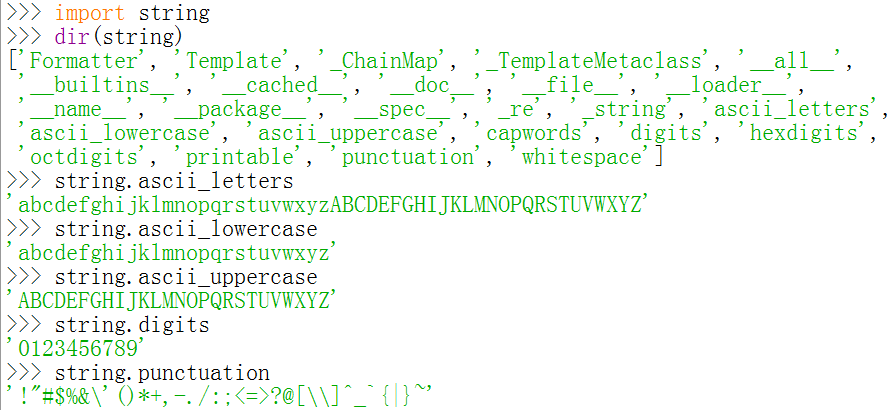 >>> import string
>>> dir(string)
['Formatter', 'Template', '_ChainMap', '_TemplateMetaclass', '__all__',
'__builtins__', '__cached__', '__doc__', '__file__', '__loader__',
'__name__', '__package__', '__spec__', '_re', '_string', 'ascii_letters',
'ascii_lowercase', 'ascii_uppercase', 'capwords', 'digits', 'hexdigits',
'octdigits', 'printable', 'punctuation', 'whitespace']
>>> string.ascii_letters
'abcdefghijklmnopqrstuvwxyzABCDEFGHIJKLMNOPQRSTUVWXYZ'
>>> string.ascii_lowercase
'abcdefghijklmnopqrstuvwxyz'
>>> string.ascii_uppercase
'ABCDEFGHIJKLMNOPQRSTUVWXYZ'
>>> string.digits
'0123456789'
>>> string.punctuation
'!"#$%&\'()*+,-./:;<=>?@[\\]^_`{|}~'